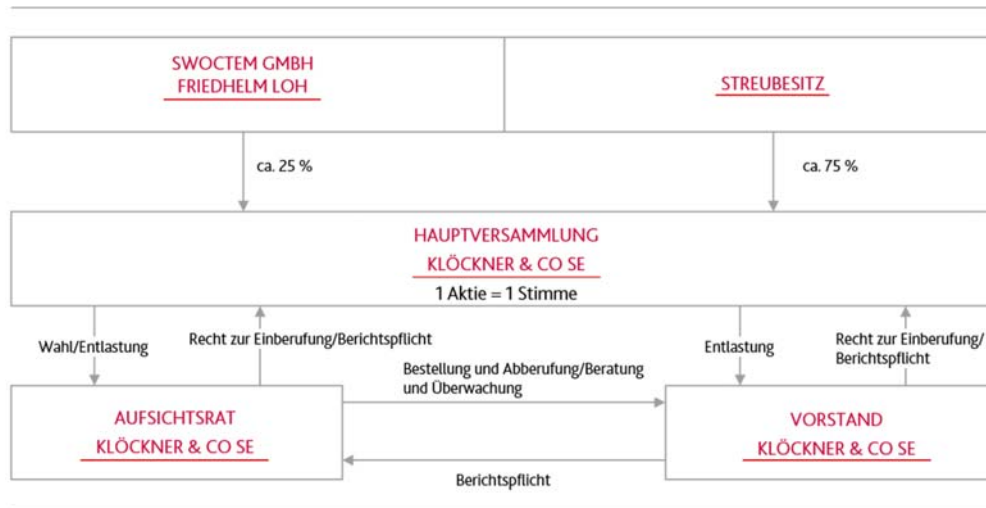 SWOCTEM GMBH
FRIEDHELM LOH
STREUBESITZ
ca. 25 %
ca. 75 %
HAUPTVERSAMMLUNG
KLÖCKNER & CO SE
1 Aktie = 1 Stimme
Wahl/Entlastung
Recht zur Einberufung/Berichtspflicht
Entlastung
Recht zur Einberufung/
Berichtspflicht
Bestellung und Abberufung/Beratung
und Überwachung
AUFSICHTSRAT
KLÖCKNER & CO SE
VORSTAND
KLÖCKNER & CO SE
Berichtspflicht